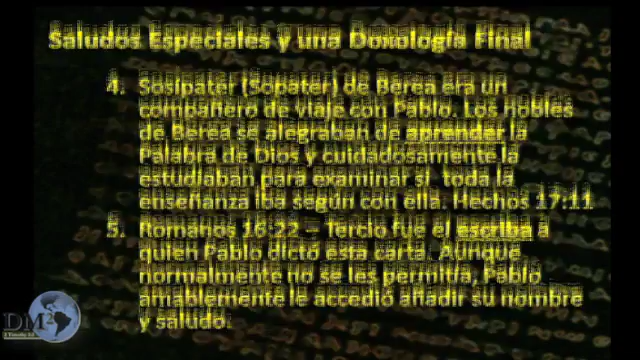 Saludos Especiales y una Doxología Final
4. Sosipater (Sopater) de Berea era un
compañero de viaje con Pablo. Los nobles
de Berea se alegraban de aprender la
Palabra de Dios y cuidadosamente la
estudiaban para examinar si toda la
enseñanza iba según con ella. Hechos 17:11
5. Romanos 16:22 – Tercio fue el escriba a
quien Pablo dictó esta carta. Aunque
normalmente no se les permitía, Pablo
amablemente le accedió añadir su nombre
y saludo.
DM2